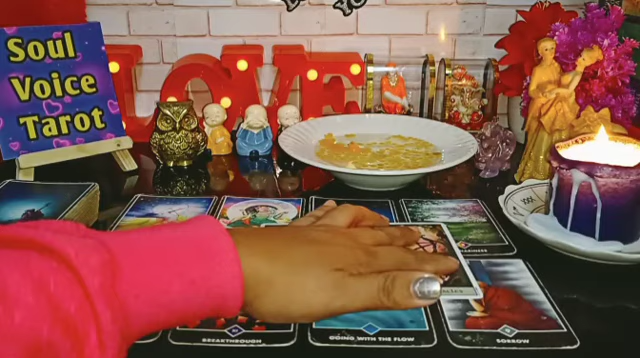 Soul
Voice
Tarot
LOVE
BREAKTHROUGH
GOING WITH THE FLOW
SORROW